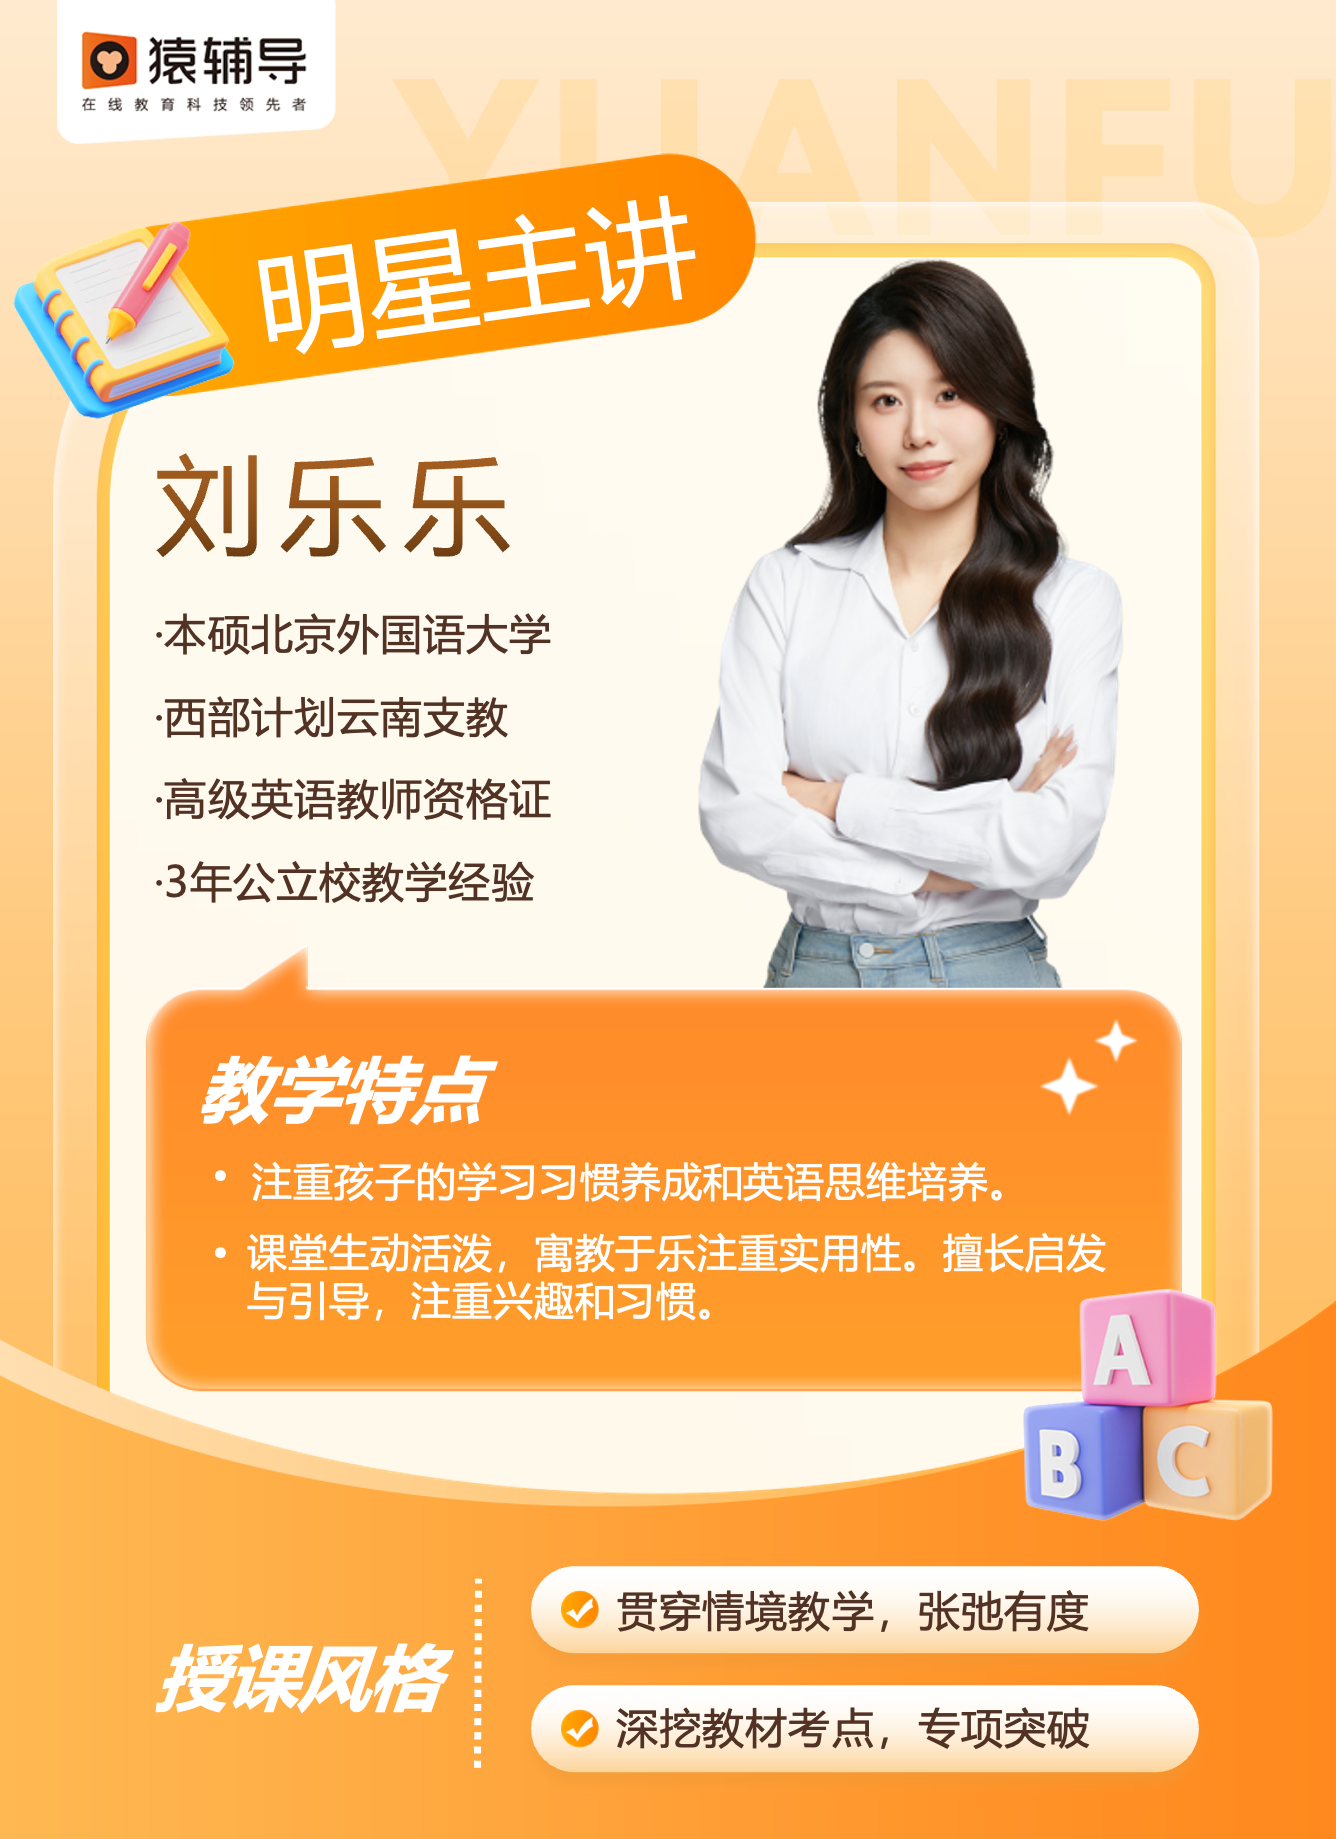 猿辅导
在线教育科技领先者
YUANFU
明星主讲
刘乐乐
·本硕北京外国语大学
·西部计划云南支教
·高级英语教师资格证
·3年公立校教学经验
教学特点
• 注重孩子的学习习惯养成和英语思维培养。
• 课堂生动活泼，寓教于乐注重实用性。擅长启发
与引导，注重兴趣和习惯。
A
B C
授课风格
贯穿情境教学，张弛有度
深挖教材考点，专项突破